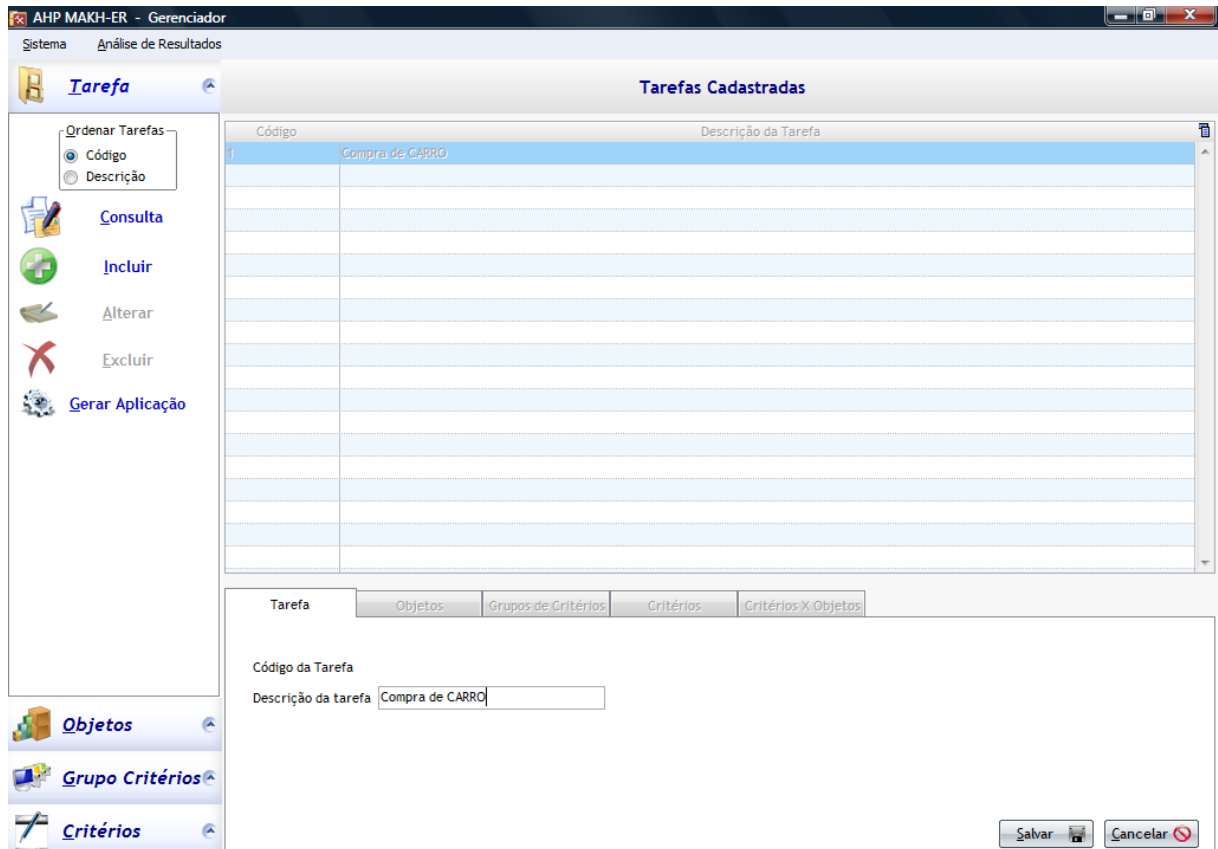 AHP MAKH-ER - Gerenciador
Sistema Análise de Resultados
Tarefa
Tarefas Cadastradas
Ordenar Tarefas
Código
Descrição
Consulta
Incluir
Alterar
Excluir
Gerar Aplicação
Código Descrição da Tarefa
1 Compra de CARRO
Tarefa Objetos Grupos de Critérios Critérios Critérios X Objetos
Código da Tarefa
Descrição da tarefa Compra de CARRO
Objetos
Grupo Critérios
Critérios
Salvar Cancelar